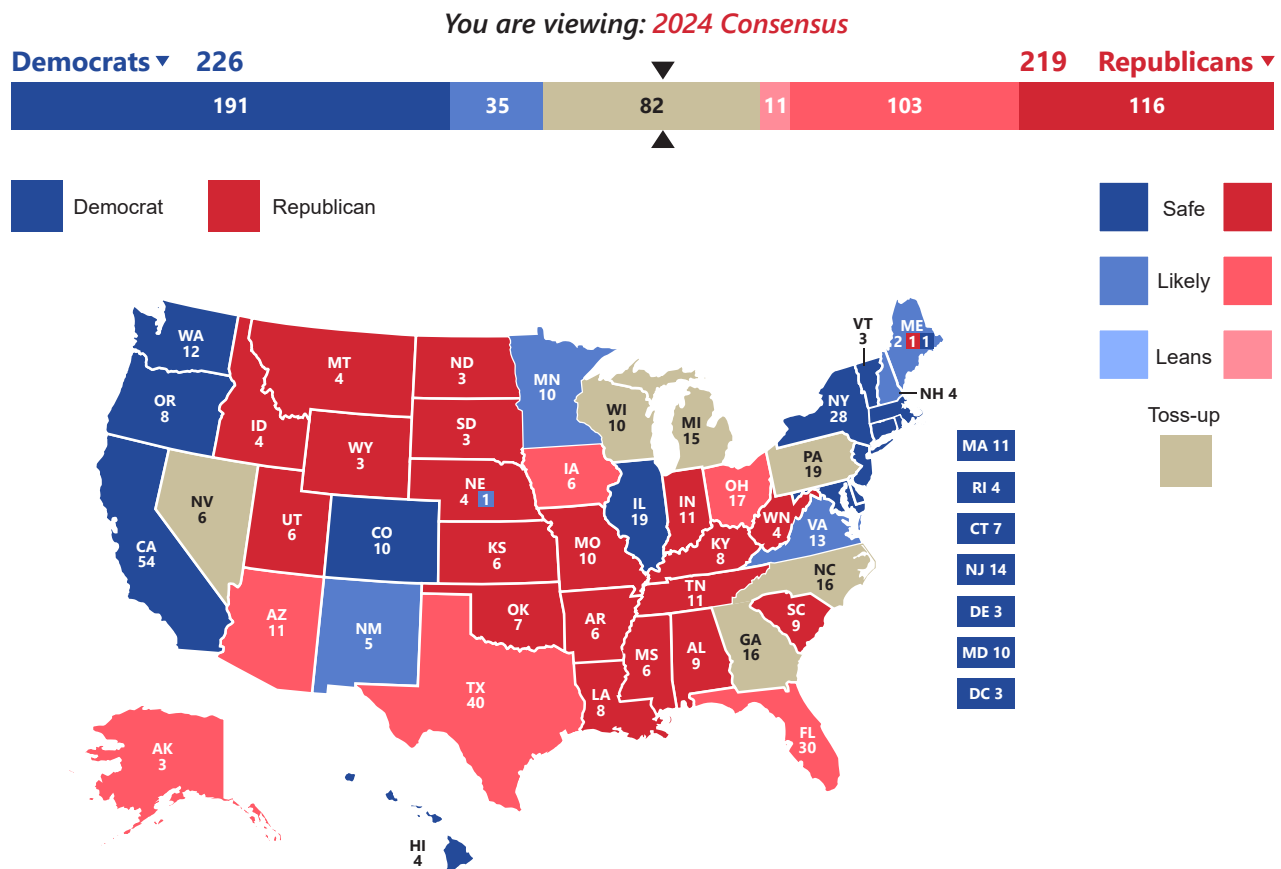 You are viewing: 2024 Consensus
Democrats 226
219 Republicans
191 35 82 11 103 116
Democrat
Republican
Safe
Likely
Leans
Toss-up
WA
12
OR
8
CA
54
NV
6
ID
4
MT
4
WY
3
UT
6
AZ
11
CO
10
NM
5
ND
3
SD
3
NE
4 1
KS
6
OK
7
TX
40
MN
10
IA
6
MO
10
AR
6
LA
8
WI
10
IL
19
MI
15
IN
11
OH
17
KY
8
TN
11
MS
6
AL
9
GA
16
FL
30
SC
9
NC
16
VA
13
WN
4
PA
19
NY
28
VT
3
ME
2 1 1
NH 4
MA 11
RI 4
CT 7
NJ 14
DE 3
MD 10
DC 3
AK
3
HI
4